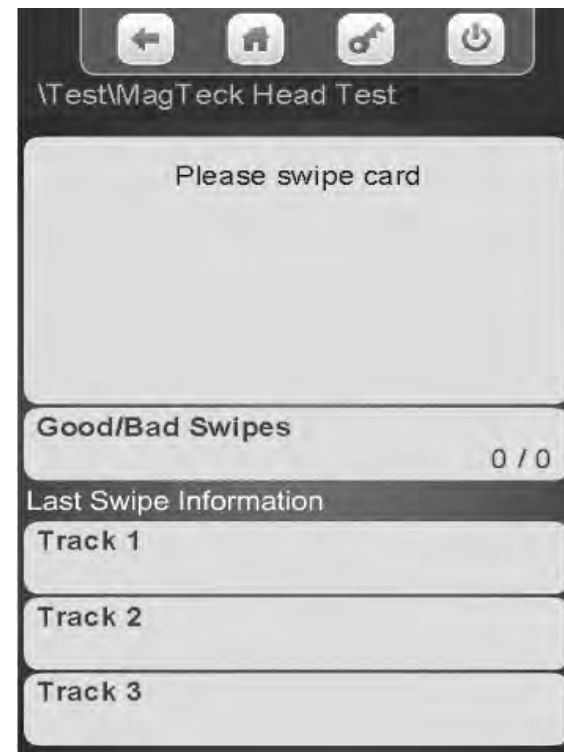 \Test\MagTeck Head Test
Please swipe card
Good/Bad Swipes
0 / 0
Last Swipe Information
Track 1
Track 2
Track 3